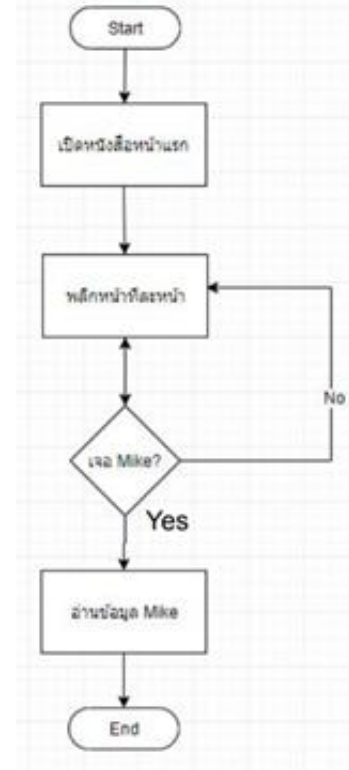 Start
เปิดหนังสือหน้าแรก
พลิกหน้าทีละหน้า
No
เจอ Mike?
Yes
อ่านข้อมูล Mike
End